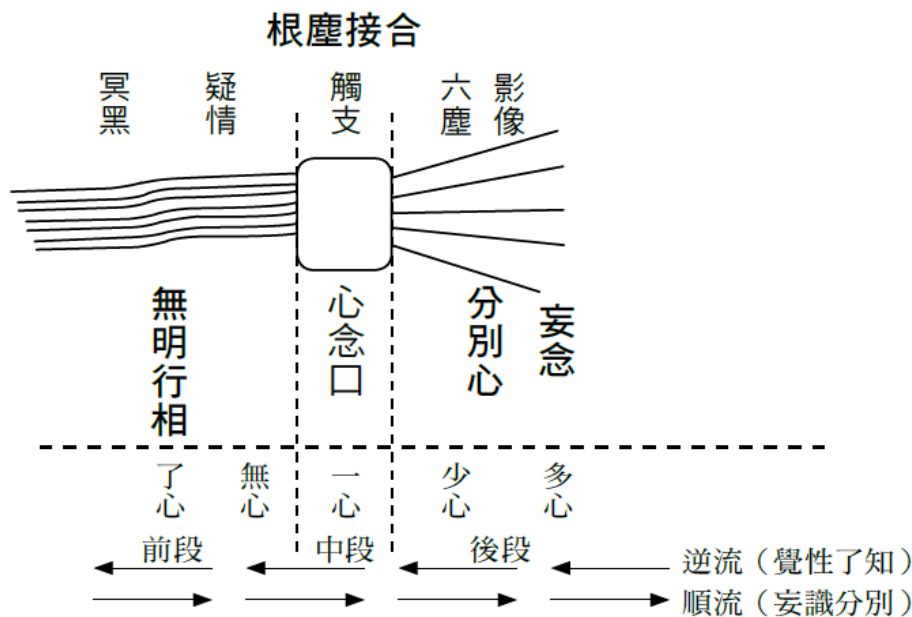 根塵接合
冥黑
疑情
觸支
六塵
影像
無明行相
心念口
分別心
妄念
了心
無心
一心
少心
多心
前段
中段
後段
逆流（覺性了知）
順流（妄識分別）